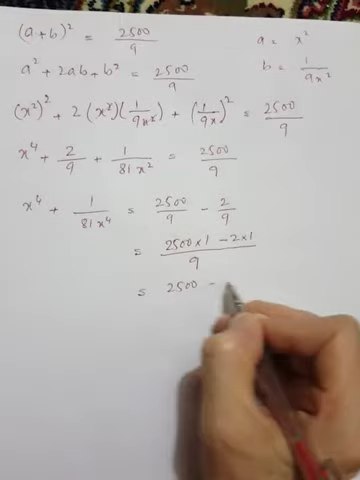 (a+b)² = 2500/9 a = x²
a² + 2ab + b² = 2500/9 b = 1/9x²
(x²)² + 2(x²)(1/9x²) + (1/9x)² = 2500/9
x⁴ + 2/9 + 1/81x² = 2500/9
x⁴ + 1/81x⁴ = 2500/9 - 2/9
= 2500×1 - 2×1/9
= 2500 -